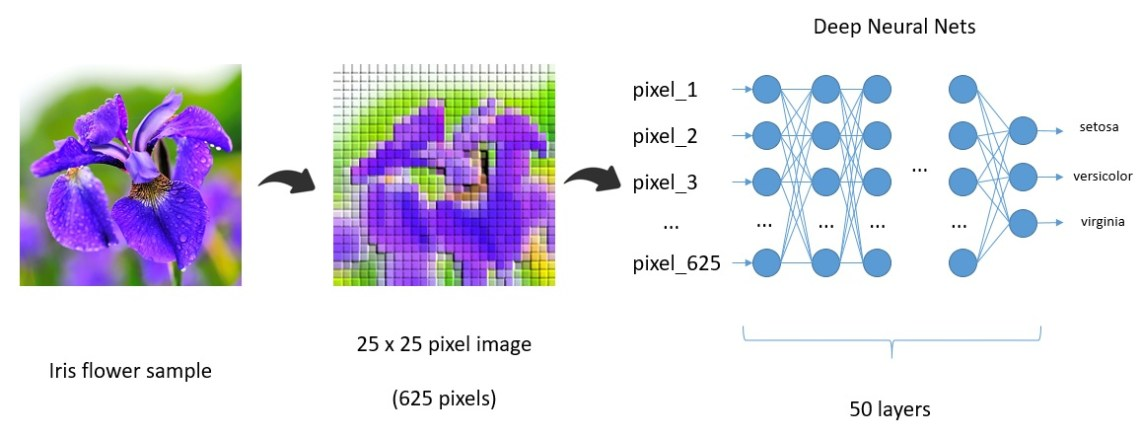 Deep Neural Nets
pixel_1
pixel_2
pixel_3
...
pixel_625
...
...
...
...
...
setosa
versicolor
virginia
Iris flower sample
25 x 25 pixel image
(625 pixels)
50 layers